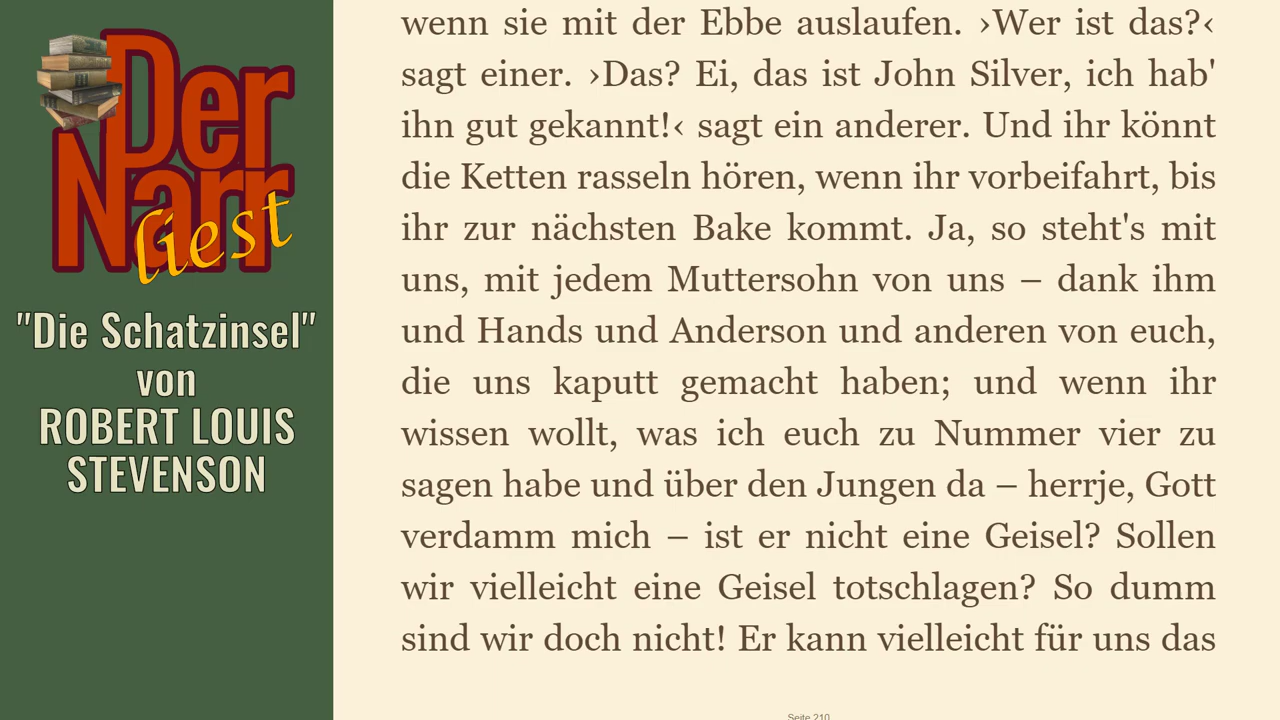 Der
Narr
liest
"Die Schatzinsel"
von
ROBERT LOUIS
STEVENSON
wenn sie mit der Ebbe auslaufen. ›Wer ist das?‹
sagt einer. ›Das? Ei, das ist John Silver, ich hab'
ihn gut gekannt!‹ sagt ein anderer. Und ihr könnt
die Ketten rasseln hören, wenn ihr vorbeifahrt, bis
ihr zur nächsten Bake kommt. Ja, so steht's mit
uns, mit jedem Muttersohn von uns – dank ihm
und Hands und Anderson und anderen von euch,
die uns kaputt gemacht haben; und wenn ihr
wissen wollt, was ich euch zu Nummer vier zu
sagen habe und über den Jungen da – herrje, Gott
verdamm mich – ist er nicht eine Geisel? Sollen
wir vielleicht eine Geisel totschlagen? So dumm
sind wir doch nicht! Er kann vielleicht für uns das
Seite 210